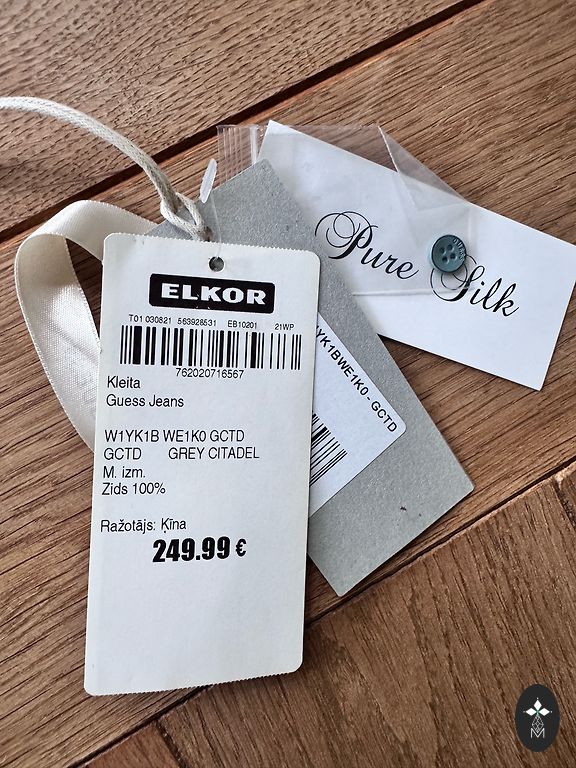 ELKOR
T01 030821 563928531 EB10201 21WP
762020716567
Kleita
Guess Jeans
W1YK1B WE1K0 GCTD
GCTD GREY CITADEL
M. izm.
Zids 100%
Ražotājs: Ķīna
249.99 €
YK1BWE1K0 - GCTD
Pure Silk
M